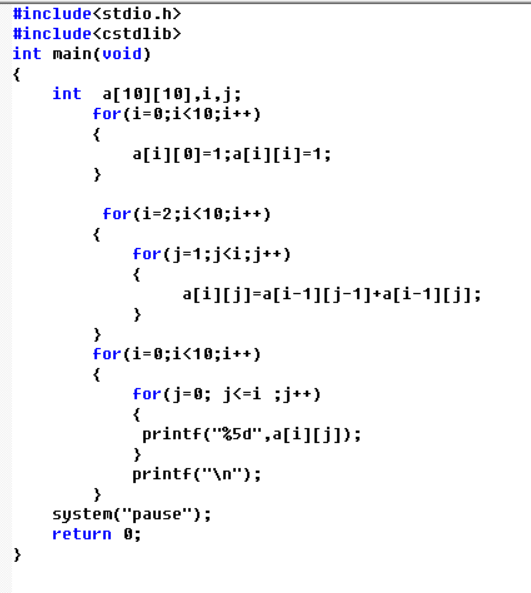 #include<stdio.h>
#include<cstdlib>
int main(void)
{
    int  a[10][10],i,j;
        for(i=0;i<10;i++)
        {
            a[i][0]=1;a[i][i]=1;
        }

         for(i=2;i<10;i++)
        {
            for(j=1;j<i;j++)
            {
                 a[i][j]=a[i-1][j-1]+a[i-1][j];
            }
        }
        for(i=0;i<10;i++)
        {
            for(j=0; j<=i ;j++)
            {
             printf("%5d",a[i][j]);
            }
            printf("\n");
        }
    system("pause");
    return 0;
}